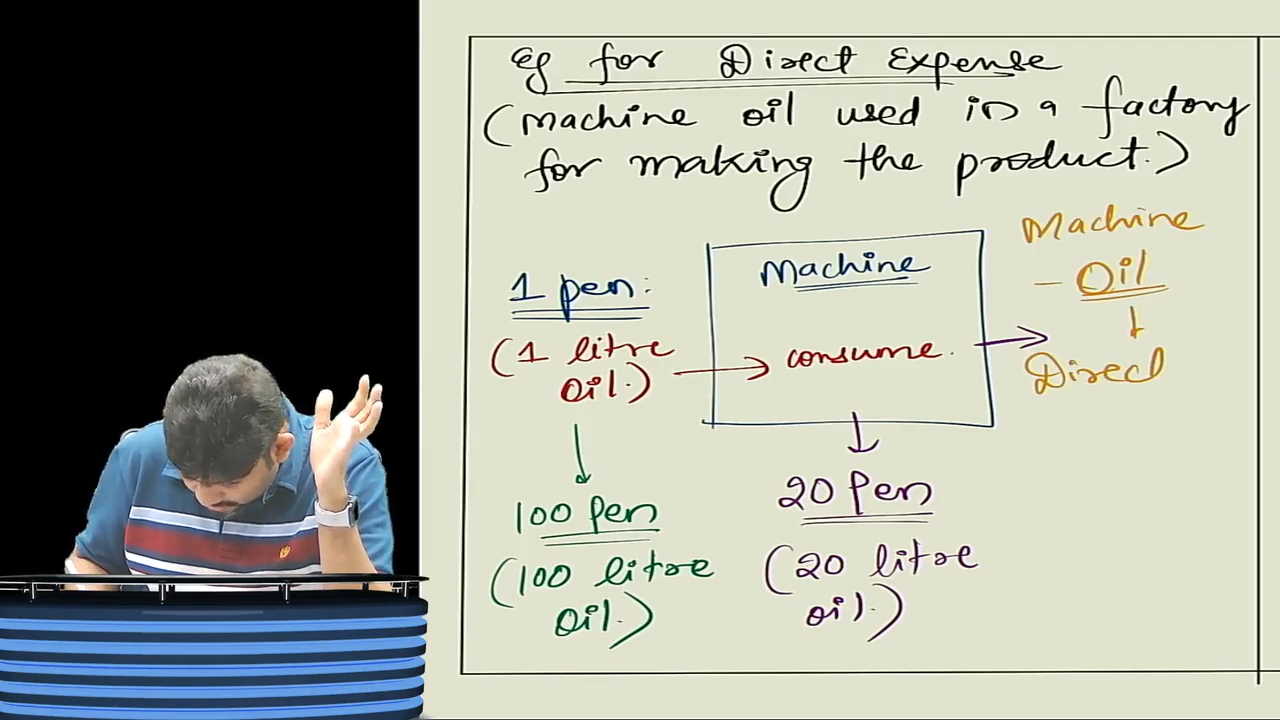 eg for Direct Expense
(Machine oil used in a factory
for making the product.)
1 pen:
(1 litre
oil.)
100 Pen
(100 litre
oil.)
Machine
consume.
20 Pen
(20 litre
oil.)
Machine
- Oil
Direct